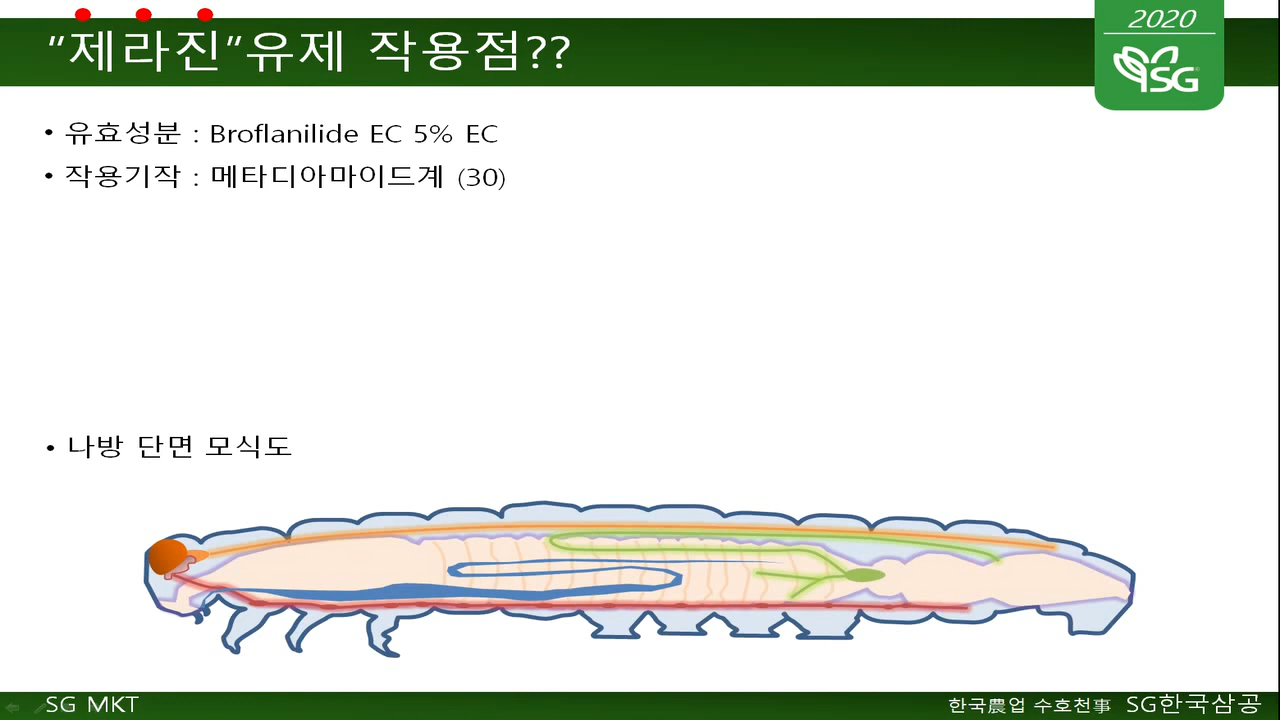 “제라진”유제 작용점??
2020
SG
• 유효성분 : Broflanilide EC 5% EC
• 작용기작 : 메타디아마이드계 (30)
• 나방 단면 모식도
SG MKT
한국農업 수호천事 SG한국삼공